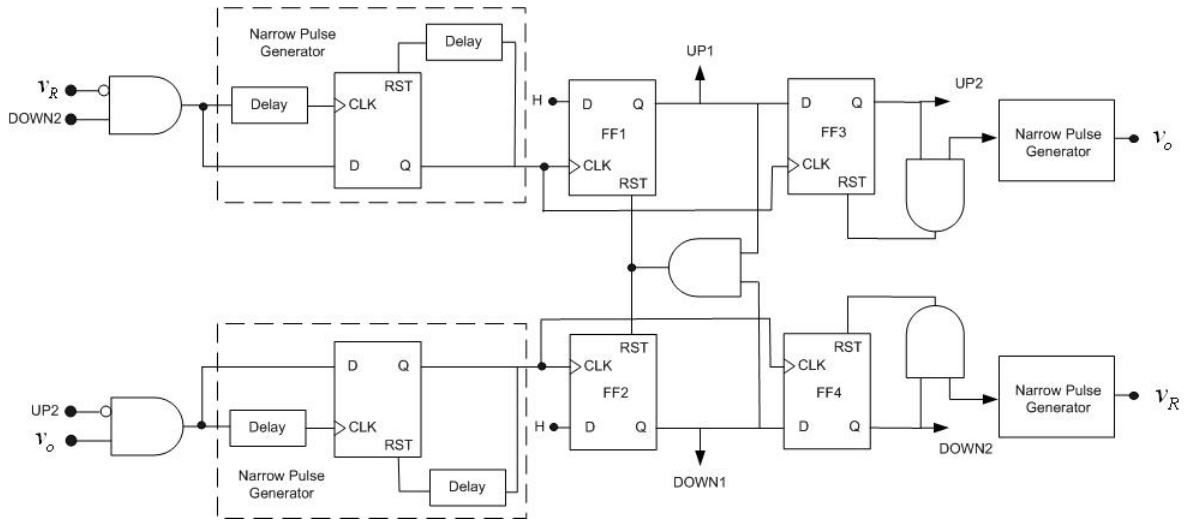 Narrow Pulse
Generator
Delay
v_R
DOWN2
Delay
RST
CLK
D
Q
H
D
Q
FF1
CLK
RST
UP1
D
Q
FF3
CLK
RST
UP2
Narrow Pulse
Generator
v_o
UP2
v_o
D
Q
Delay
CLK
RST
Delay
Narrow Pulse
Generator
RST
CLK
FF2
H
D
Q
DOWN1
RST
CLK
FF4
D
Q
DOWN2
Narrow Pulse
Generator
v_R